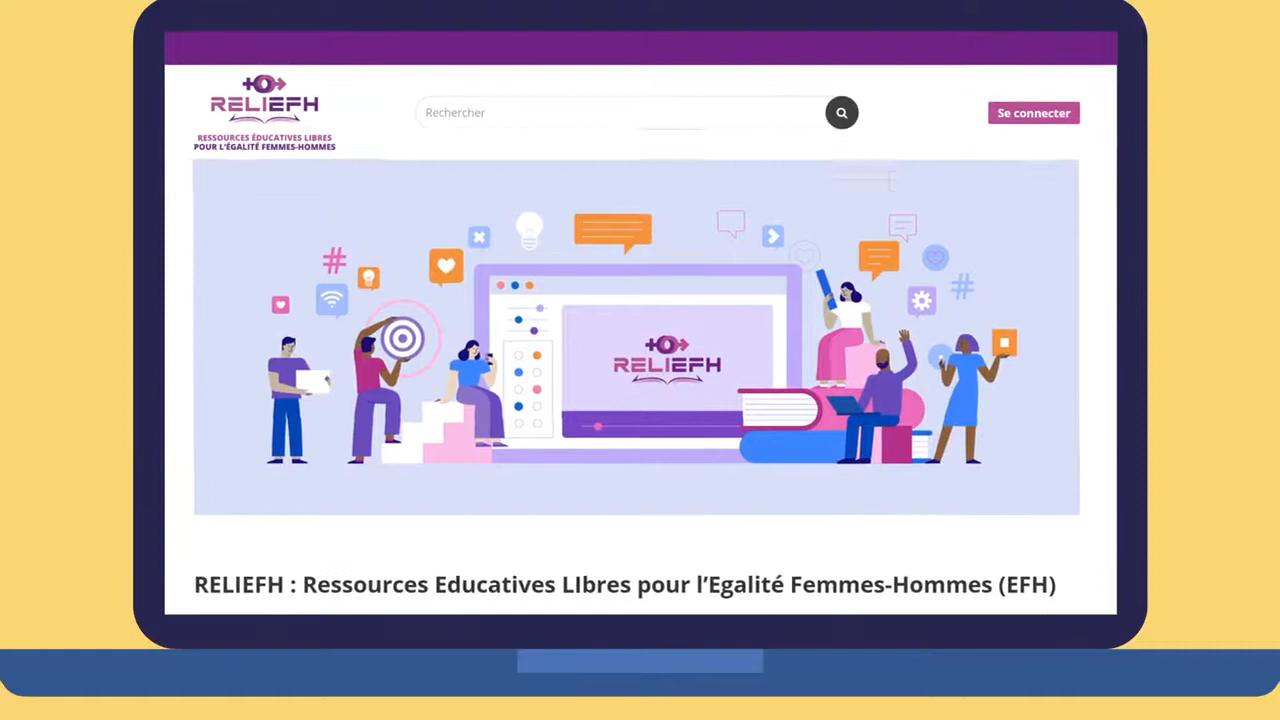 RELIEFH
RESSOURCES ÉDUCATIVES LIBRES
POUR L'ÉGALITÉ FEMMES-HOMMES
Rechercher
Se connecter
RELIEFH
RELIEFH : Ressources Educatives LIbres pour l’Egalité Femmes-Hommes (EFH)